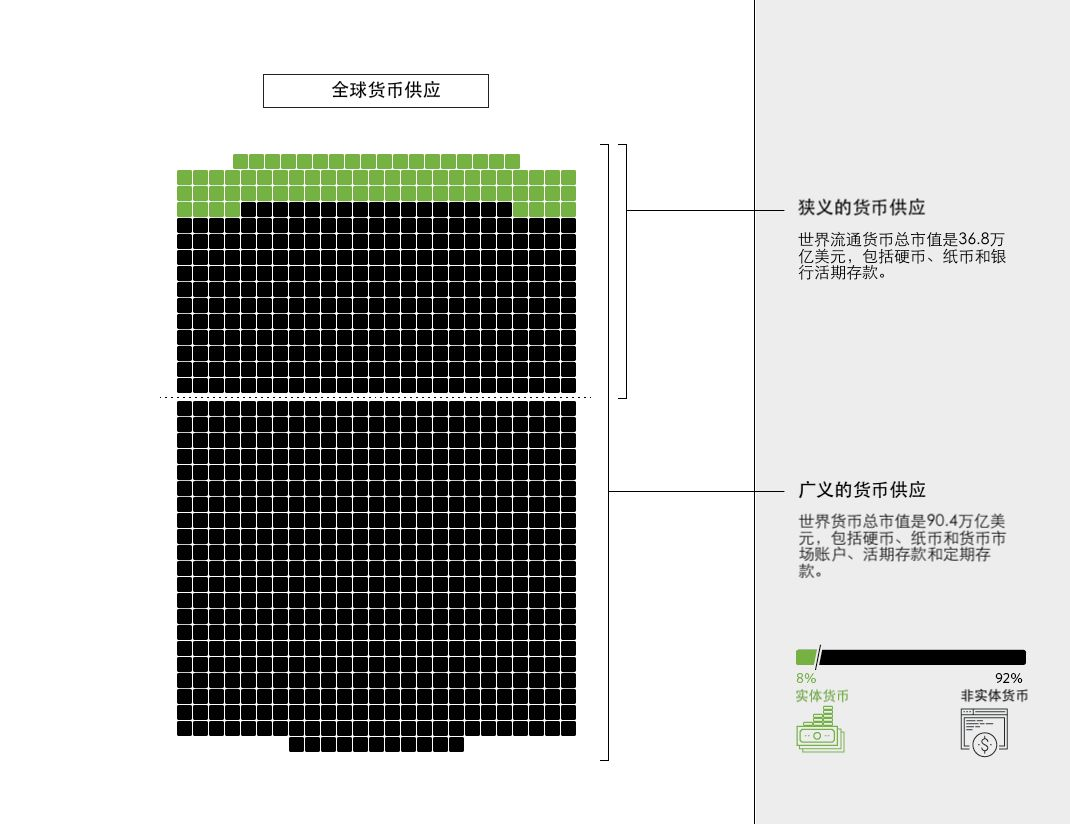 全球货币供应
狭义的货币供应
世界流通货币总市值是36.8万
亿美元，包括硬币、纸币和银
行活期存款。
广义的货币供应
世界货币总市值是90.4万亿美
元，包括硬币、纸币和货币市
场账户、活期存款和定期存
款。
8%
92%
实体货币
非实体货币